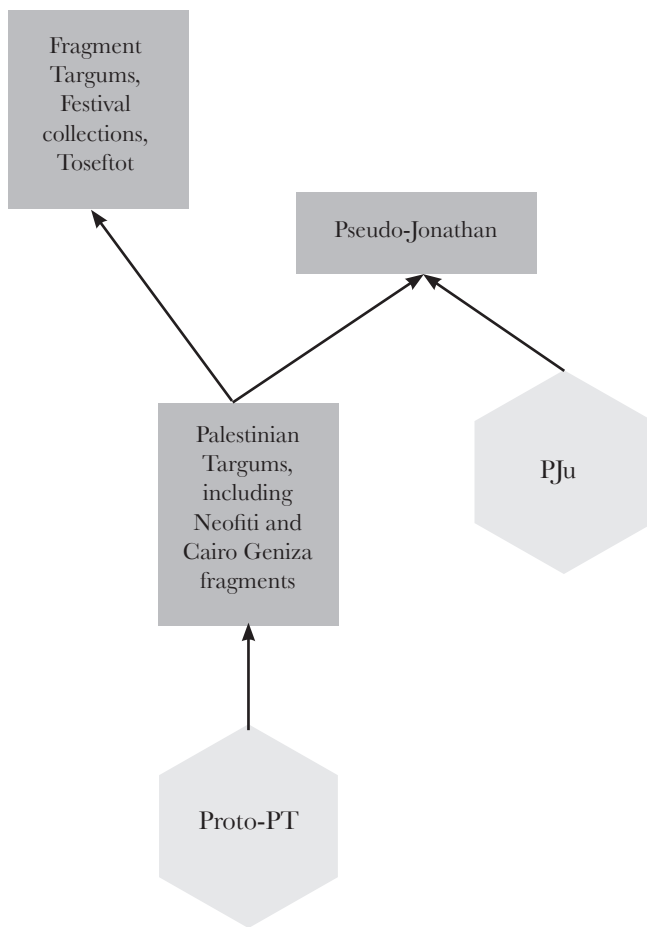 Fragment
Targums,
Festival
collections,
Toseftot
Pseudo-Jonathan
Palestinian
Targums,
including
Neofiti and
Cairo Geniza
fragments
PJu
Proto-PT